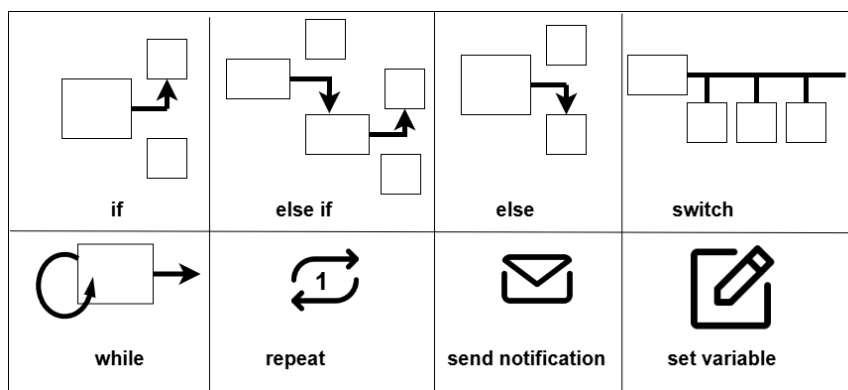 if
else if
else
switch
1
while
repeat
send notification
set variable